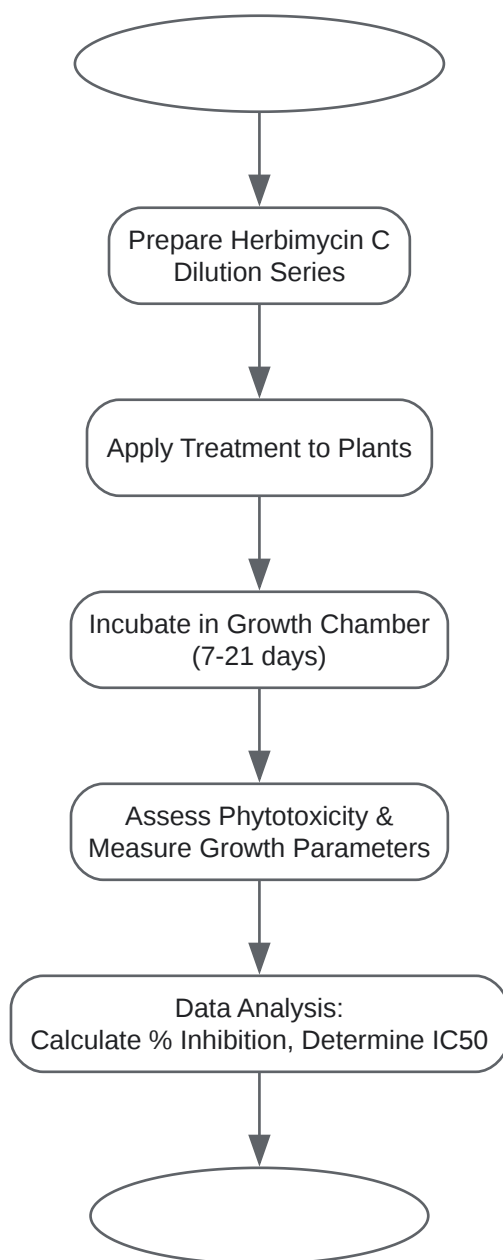 Prepare Herbimycin C
Dilution Series
Apply Treatment to Plants
Incubate in Growth Chamber
(7-21 days)
Assess Phytotoxicity &
Measure Growth Parameters
Data Analysis:
Calculate % Inhibition, Determine IC50